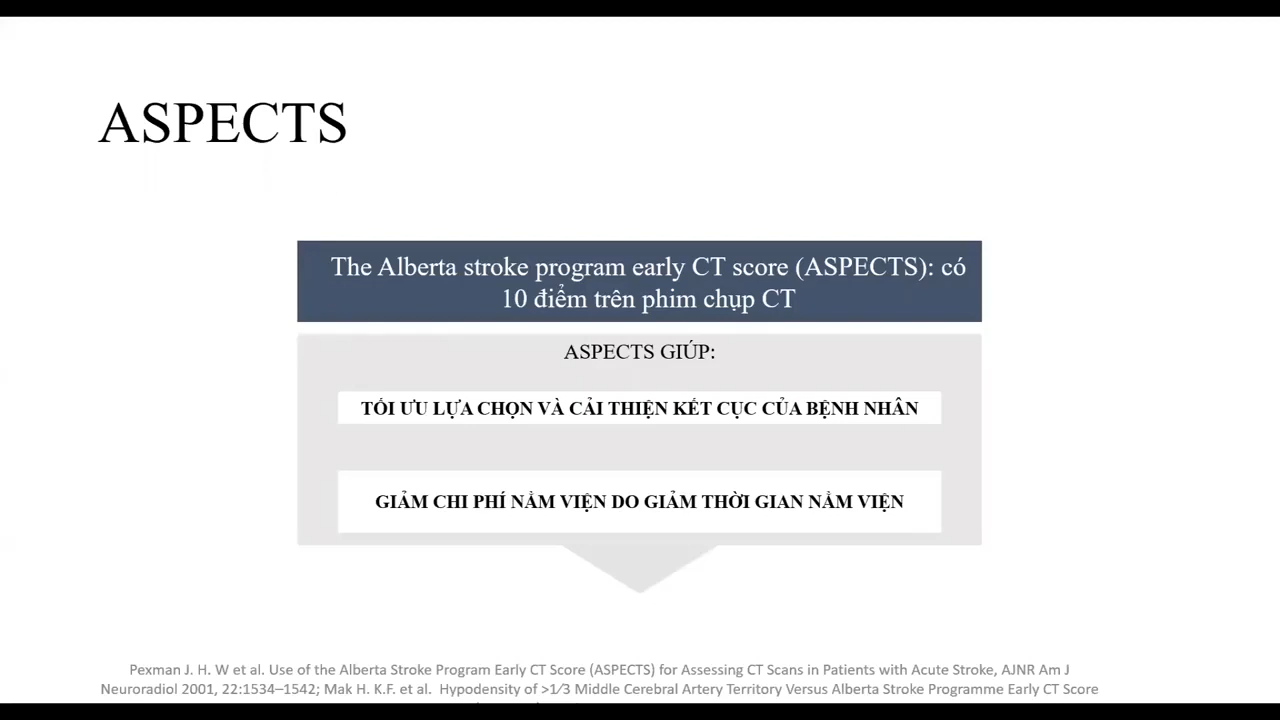 ASPECTS
The Alberta stroke program early CT score (ASPECTS): có
10 điểm trên phim chụp CT
ASPECTS GIÚP:
TỐI ƯU LỰA CHỌN VÀ CẢI THIỆN KẾT CỤC CỦA BỆNH NHÂN
GIẢM CHI PHÍ NẰM VIỆN DO GIẢM THỜI GIAN NẰM VIỆN
Pexman J. H. W et al. Use of the Alberta Stroke Program Early CT Score (ASPECTS) for Assessing CT Scans in Patients with Acute Stroke, AJNR Am J
Neuroradiol 2001, 22:1534–1542; Mak H. K.F. et al. Hypodensity of >1⁄3 Middle Cerebral Artery Territory Versus Alberta Stroke Programme Early CT Score